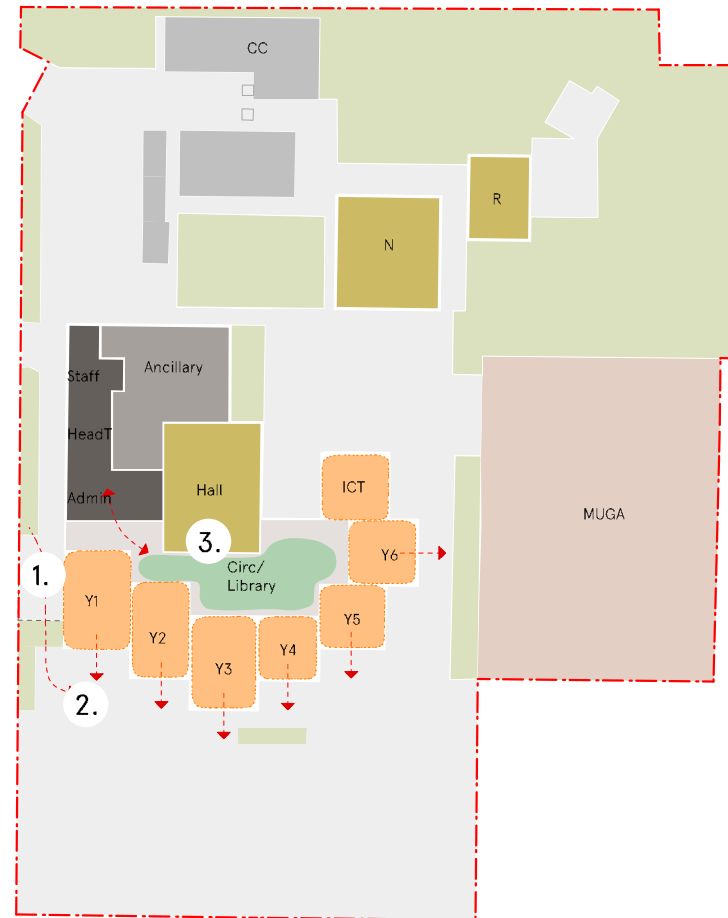 CC
R
N
Ancillary
Staff
HeadT
Admin
Hall
ICT
MUGA
3.
Y6
1.
Circ/
Library
Y1
Y2
Y5
Y3
Y4
2.